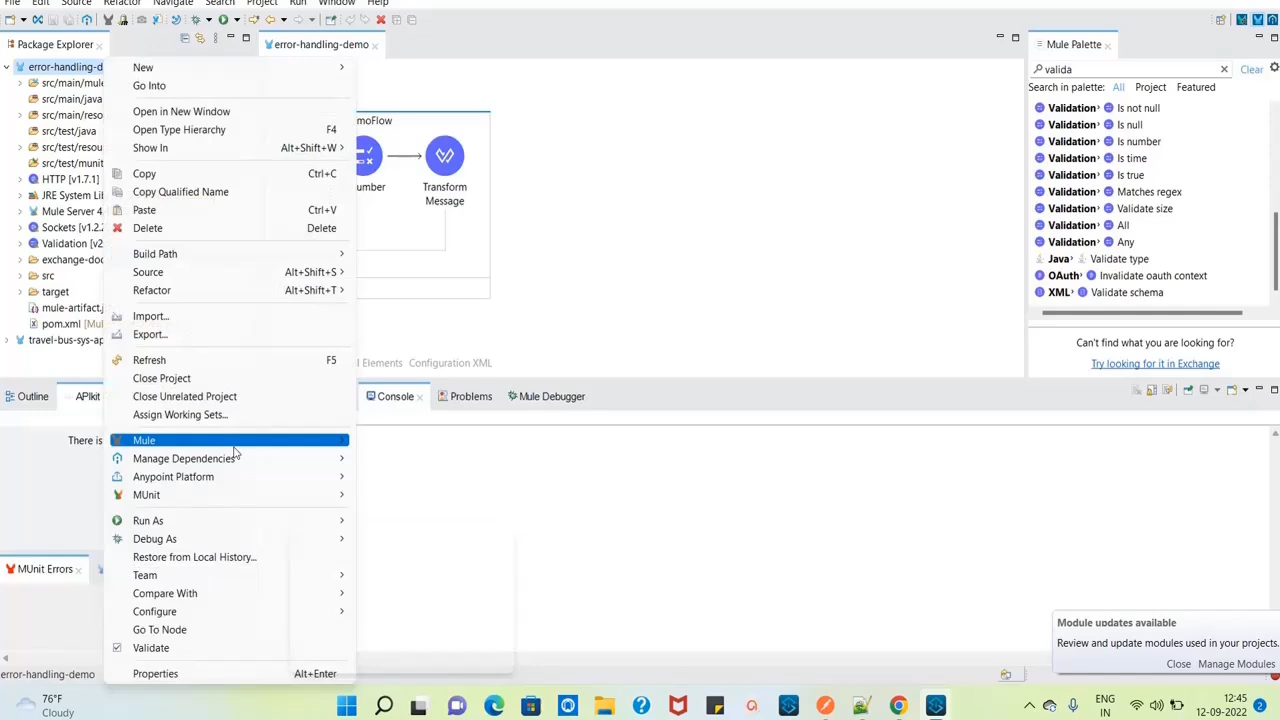 File Edit Source Refactor Navigate Search Project Run Window Help
Package Explorer
error-handling-demo
Mule Palette
error-handling-d
src/main/mule
src/main/java
src/main/reso
src/test/java
src/test/resou
src/test/munit
HTTP [v1.7.1]
JRE System Lib
Mule Server 4.
Sockets [v1.2.2
Validation [v2
exchange-doc
src
target
mule-artifact.j
pom.xml [Mul
travel-bus-sys-ap
New
Go Into
Open in New Window
Open Type Hierarchy F4
Show In Alt+Shift+W
Copy Ctrl+C
Copy Qualified Name
Paste Ctrl+V
Delete Delete
Build Path
Source Alt+Shift+S
Refactor Alt+Shift+T
Import...
Export...
Refresh F5
Close Project
Close Unrelated Project
Assign Working Sets...
Mule
Manage Dependencies
Anypoint Platform
MUnit
Run As
Debug As
Restore from Local History...
Team
Compare With
Configure
Go To Node
Validate
Properties Alt+Enter
moFlow
umber
Transform
Message
l Elements Configuration XML
valida
Clear
Search in palette: All Project Featured
Validation Is not null
Validation Is null
Validation Is number
Validation Is time
Validation Is true
Validation Matches regex
Validation Validate size
Validation All
Validation Any
Java Validate type
OAuth Invalidate oauth context
XML Validate schema
Can't find what you are looking for?
Try looking for it in Exchange
Outline APIkit
Console Problems Mule Debugger
There is
MUnit Errors
error-handling-demo
Module updates available
Review and update modules used in your projects.
Close Manage Modules
76°F
Cloudy
ENG
IN
12:45
12-09-2022
2